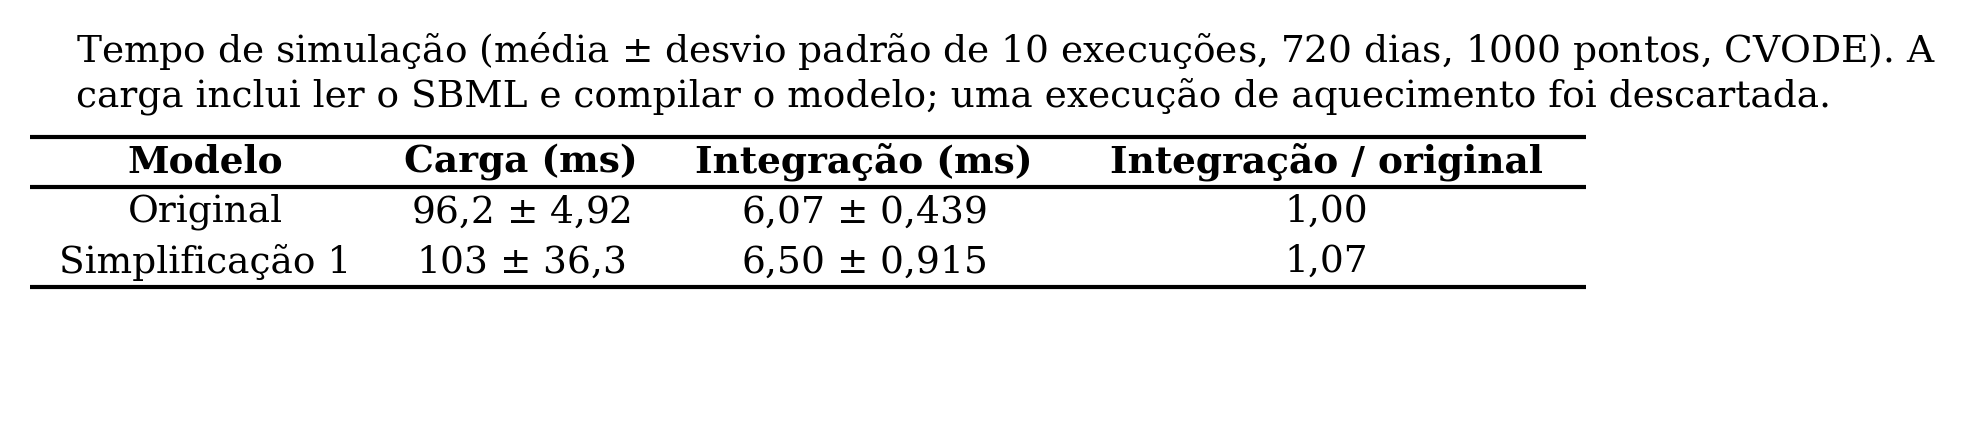 Tempo de simulação (média ± desvio padrão de 10 execuções, 720 dias, 1000 pontos, CVODE). A
carga inclui ler o SBML e compilar o modelo; uma execução de aquecimento foi descartada.
Modelo Carga (ms) Integração (ms) Integração / original
Original 96,2 ± 4,92 6,07 ± 0,439 1,00
Simplificação 1 103 ± 36,3 6,50 ± 0,915 1,07